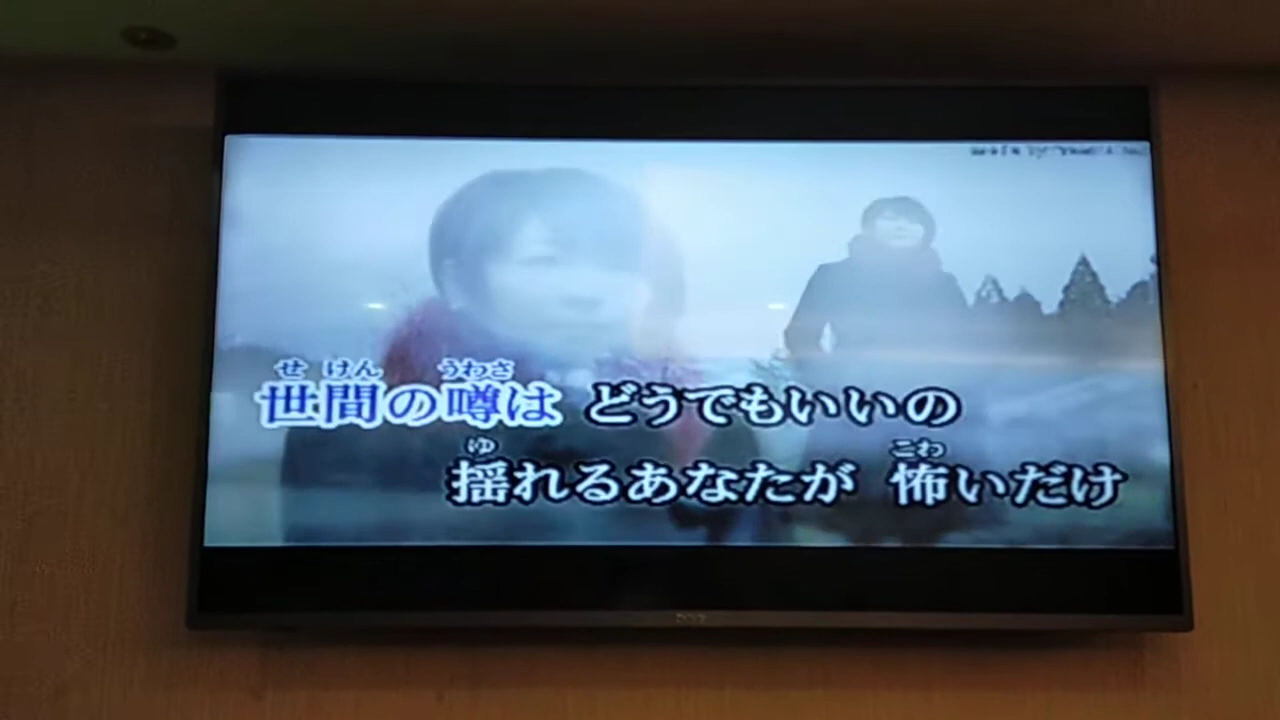 せ けん うわさ
世間の噂は どうでもいいの
ゆ こわ
揺れるあなたが 怖いだけ